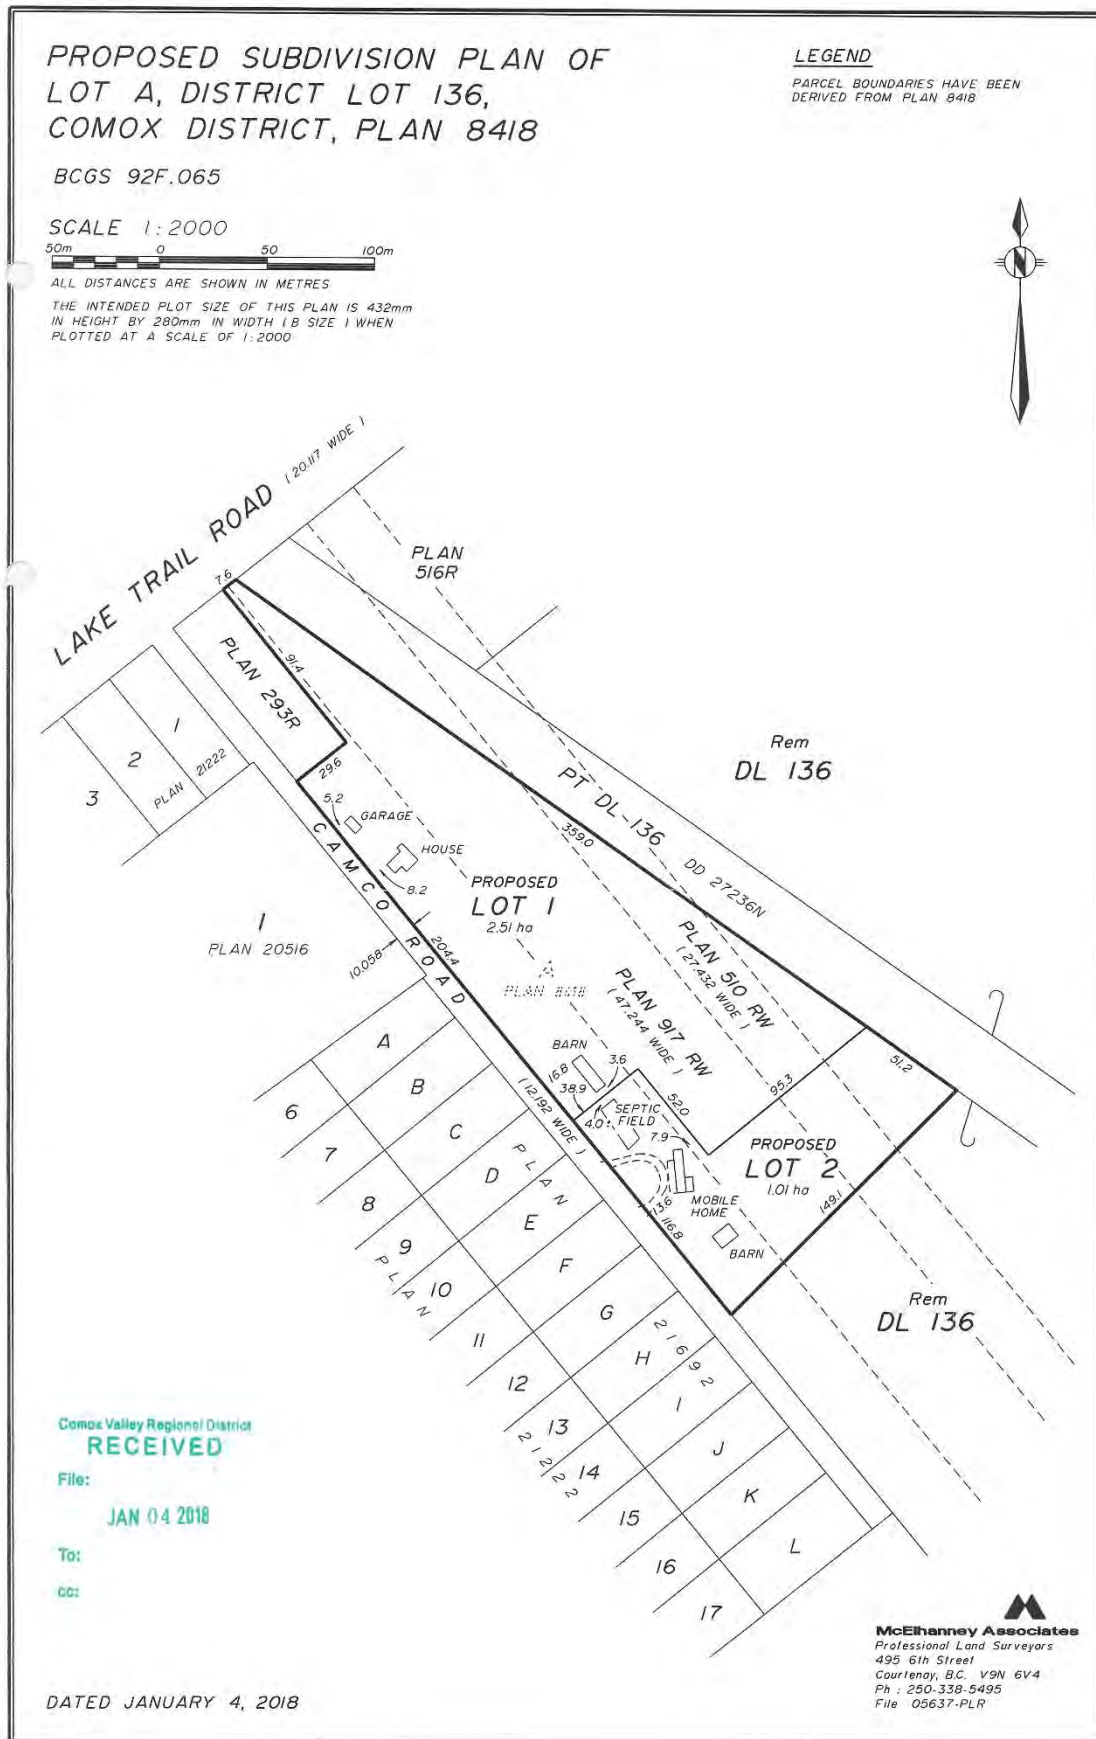 PROPOSED SUBDIVISION PLAN OF
LOT A, DISTRICT LOT 136,
COMOX DISTRICT, PLAN 8418
BCGS 92F.065
SCALE 1:2000
50m 0 50 100m
ALL DISTANCES ARE SHOWN IN METRES
THE INTENDED PLOT SIZE OF THIS PLAN IS 432mm
IN HEIGHT BY 280mm IN WIDTH ( B SIZE ) WHEN
PLOTTED AT A SCALE OF 1:2000
LEGEND
PARCEL BOUNDARIES HAVE BEEN
DERIVED FROM PLAN 8418
N
LAKE TRAIL ROAD ( 20.117 WIDE )
PLAN
516R
7.6
PLAN 293R
91.4
29.6
1
2
3
PLAN 21222
5.2
GARAGE
HOUSE
8.2
CAMCO ROAD
204.4
10.058
( 12.192 WIDE )
1
PLAN 20516
PROPOSED
LOT 1
2.51 ha
A
PLAN 8418
Rem
DL 136
PT DL 136
DD 27236N
359.0
PLAN 510 RW
( 27.432 WIDE )
PLAN 917 RW
( 47.244 WIDE )
BARN
16.8
3.6
38.9
4.0
SEPTIC
FIELD
52.0
7.9
95.3
51.2
PROPOSED
LOT 2
1.01 ha
149.1
MOBILE
HOME
13.6
116.8
BARN
Rem
DL 136
A
B
C
D
E
F
G
H
I
J
K
L
PLAN
21692
6
7
8
9
10
11
12
13
14
15
16
17
PLAN
21222
Comox Valley Regional District
RECEIVED
File:
JAN 04 2018
To:
cc:
DATED JANUARY 4, 2018
McElhanney Associates
Professional Land Surveyors
495 6th Street
Courtenay, B.C. V9N 6V4
Ph : 250-338-5495
File 05637-PLR